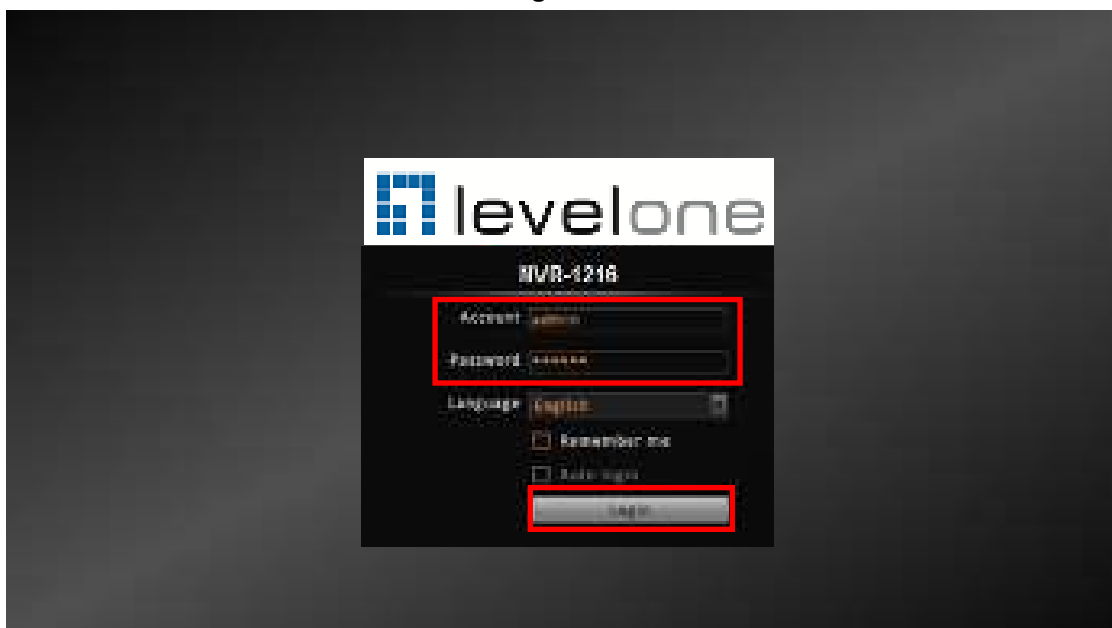 levelone
NVR-1216
Account admin
Password ******
Language English
Remember me
Auto login
Login